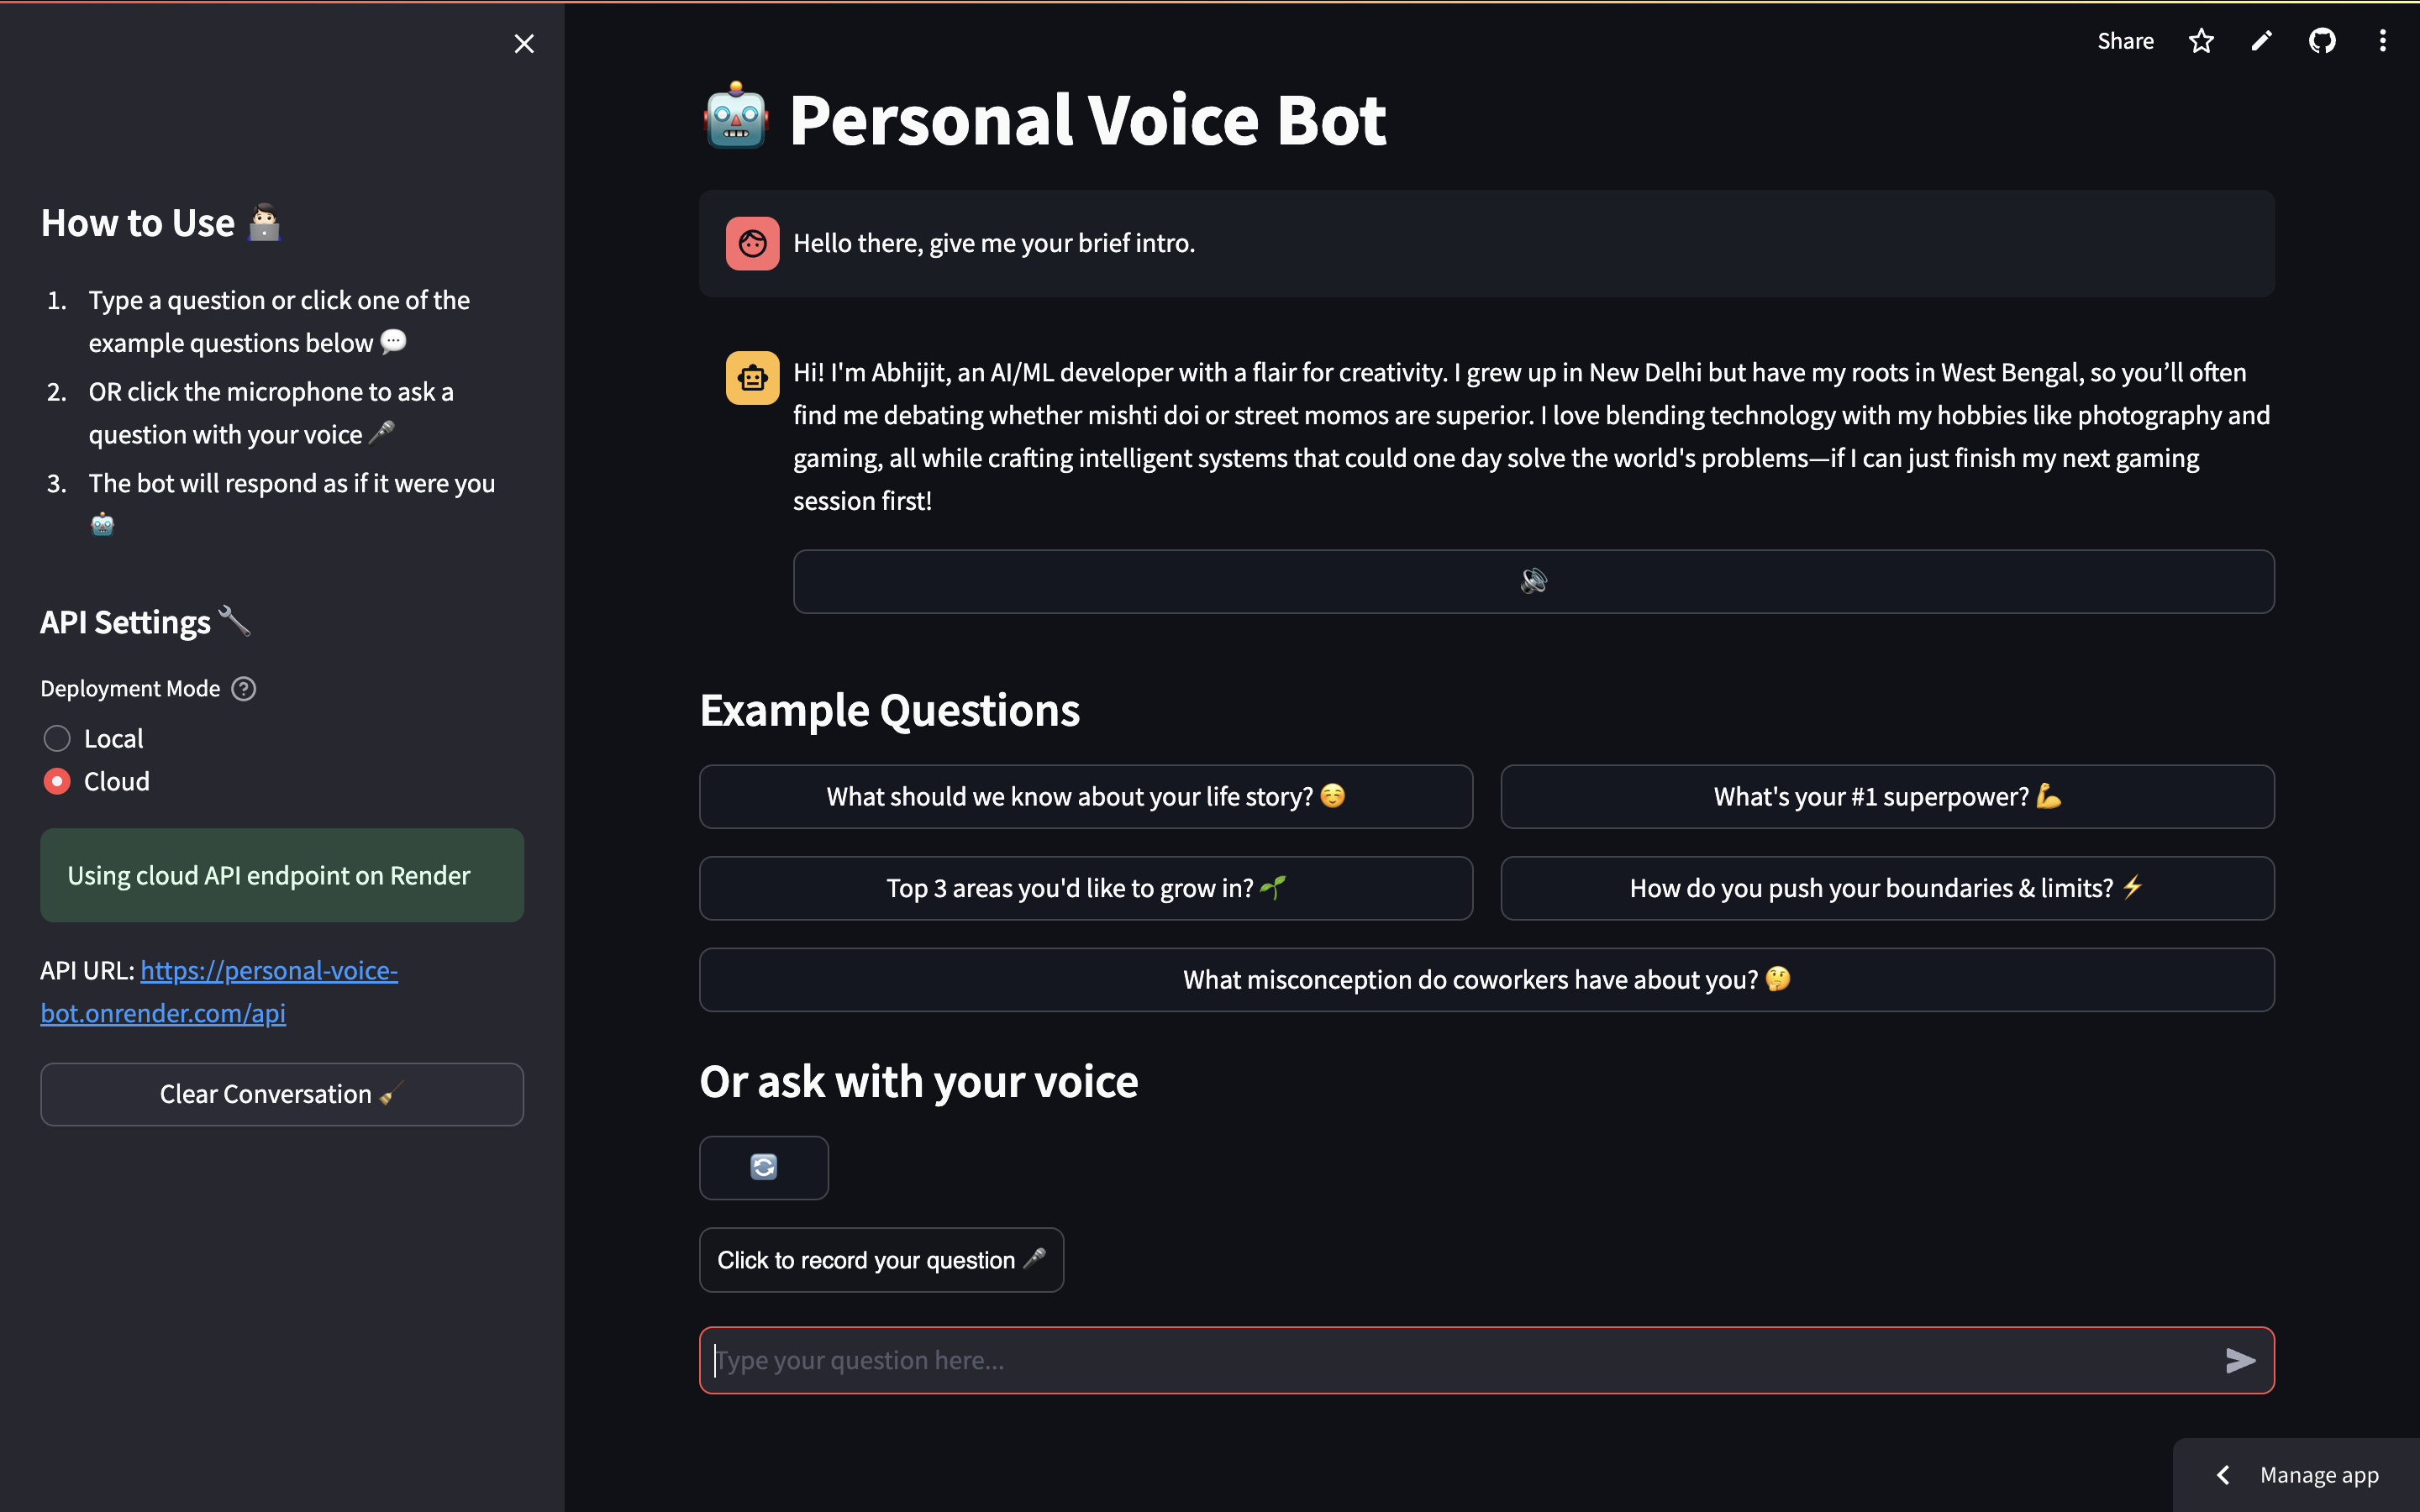 Share
How to Use
1. Type a question or click one of the
example questions below
2. OR click the microphone to ask a
question with your voice
3. The bot will respond as if it were you
API Settings
Deployment Mode
Local
Cloud
Using cloud API endpoint on Render
API URL: https://personal-voice-
bot.onrender.com/api
Clear Conversation
Personal Voice Bot
Hello there, give me your brief intro.
Hi! I'm Abhijit, an AI/ML developer with a flair for creativity. I grew up in New Delhi but have my roots in West Bengal, so you’ll often
find me debating whether mishti doi or street momos are superior. I love blending technology with my hobbies like photography and
gaming, all while crafting intelligent systems that could one day solve the world's problems—if I can just finish my next gaming
session first!
Example Questions
What should we know about your life story?
What's your #1 superpower?
Top 3 areas you'd like to grow in?
How do you push your boundaries & limits?
What misconception do coworkers have about you?
Or ask with your voice
Click to record your question
Type your question here...
Manage app